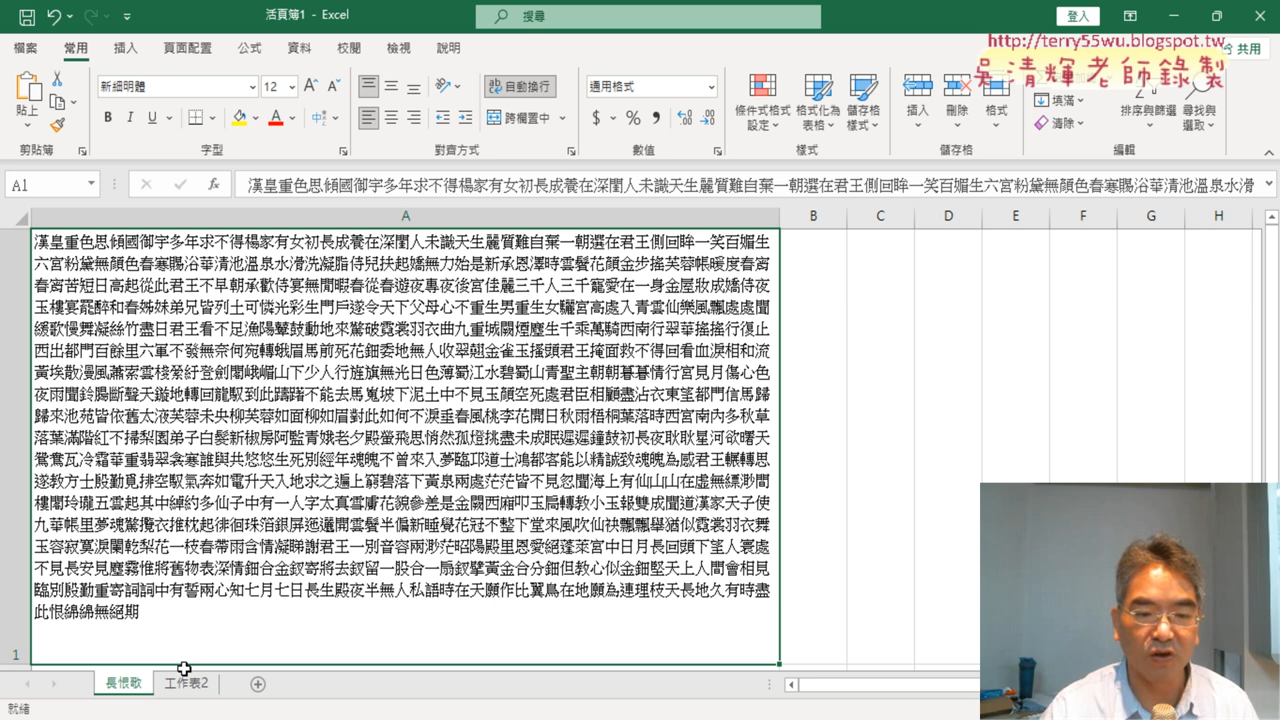 活頁簿1 - Excel
搜尋
登入
檔案 常用 插入 頁面配置 公式 資料 校閱 檢視 說明
共用
http://terry55wu.blogspot.tw
吳清輝老師錄製
貼上
新細明體 12
B I U
自動換行
跨欄置中
通用格式
$ %
條件式格式設定
格式化為表格
儲存格樣式
插入 刪除 格式
填滿
清除
排序與篩選
尋找與選取
剪貼簿 字型 對齊方式 數值 樣式 儲存格 編輯
A1
fx
漢皇重色思傾國御宇多年求不得楊家有女初長成養在深閨人未識天生麗質難自棄一朝選在君王側回眸一笑百媚生六宮粉黛無顏色春寒賜浴華清池溫泉水滑
A B C D E F G H
漢皇重色思傾國御宇多年求不得楊家有女初長成養在深閨人未識天生麗質難自棄一朝選在君王側回眸一笑百媚生
六宮粉黛無顏色春寒賜浴華清池溫泉水滑洗凝脂侍兒扶起嬌無力始是新承恩澤時雲鬢花顏金步搖芙蓉帳暖度春宵
春宵苦短日高起從此君王不早朝承歡侍宴無閒暇春從春遊夜專夜後宮佳麗三千人三千寵愛在一身金屋妝成嬌侍夜
玉樓宴罷醉和春姊妹弟兄皆列土可憐光彩生門戶遂令天下父母心不重生男重生女驪宮高處入青雲仙樂風飄處處聞
緩歌慢舞凝絲竹盡日君王看不足漁陽鼙鼓動地來驚破霓裳羽衣曲九重城闕煙塵生千乘萬騎西南行翠華搖搖行復止
西出都門百餘里六軍不發無奈何宛轉蛾眉馬前死花鈿委地無人收翠翹金雀玉搔頭君王掩面救不得回看血淚相和流
黃埃散漫風蕭索雲棧縈紆登劍閣峨嵋山下少人行旌旗無光日色薄蜀江水碧蜀山青聖主朝朝暮暮情行宮見月傷心色
夜雨聞鈴腸斷聲天鏇地轉回龍馭到此躊躇不能去馬嵬坡下泥土中不見玉顏空死處君臣相顧盡沾衣東望都門信馬歸
歸來池苑皆依舊太液芙蓉未央柳芙蓉如面柳如眉對此如何不淚垂春風桃李花開日秋雨梧桐葉落時西宮南內多秋草
落葉滿階紅不掃梨園弟子白髮新椒房阿監青娥老夕殿螢飛思悄然孤燈挑盡未成眠遲遲鐘鼓初長夜耿耿星河欲曙天
鴛鴦瓦冷霜華重翡翠衾寒誰與共悠悠生死別經年魂魄不曾來入夢臨邛道士鴻都客能以精誠致魂魄為感君王輾轉思
遂教方士殷勤覓排空馭氣奔如電升天入地求之遍上窮碧落下黃泉兩處茫茫皆不見忽聞海上有仙山山在虛無縹渺間
樓閣玲瓏五雲起其中綽約多仙子中有一人字太真雪膚花貌參差是金闕西廂叩玉扃轉教小玉報雙成聞道漢家天子使
九華帳里夢魂驚攬衣推枕起徘徊珠箔銀屏迤邐開雲鬢半偏新睡覺花冠不整下堂來風吹仙袂飄飄舉猶似霓裳羽衣舞
玉容寂寞淚闌乾梨花一枝春帶雨含情凝睇謝君王一別音容兩渺茫昭陽殿里恩愛絕蓬萊宮中日月長回頭下望人寰處
不見長安見塵霧惟將舊物表深情鈿合金釵寄將去釵留一股合一扇釵擘黃金合分鈿但教心似金鈿堅天上人間會相見
臨別殷勤重寄詞詞中有誓兩心知七月七日長生殿夜半無人私語時在天願作比翼鳥在地願為連理枝天長地久有時盡
此恨綿綿無絕期
1
長恨歌 工作表2
就緒